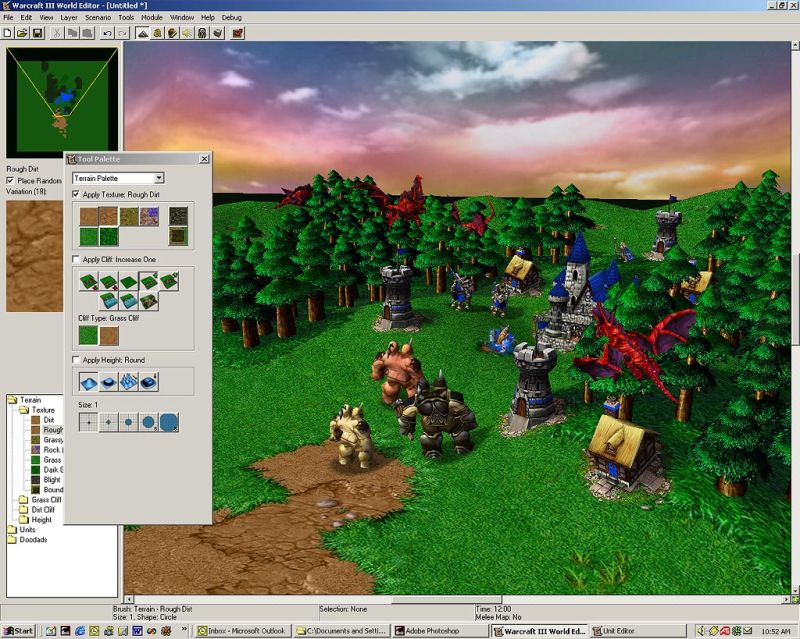 Warcraft III World Editor - [Untitled *]
File Edit View Layer Scenario Tools Module Window Help Debug
Rough Dirt
Place Random
Variation (18):
Tool Palette
Terrain Palette
Apply Texture: Rough Dirt
Apply Cliff: Increase One
Cliff Type: Grass Cliff
Apply Height: Round
Size: 1
Terrain
Texture
Dirt
Rough
Grassy
Rock
Grass
Dark G
Blight
Bound
Grass Cliff
Dirt Cliff
Height
Units
Doodads
Brush: Terrain - Rough Dirt
Size: 1, Shape: Circle
Selection: None
Time: 12:00
Melee Map: No
Start
Inbox - Microsoft Outlook
C:\Documents and Setti...
Adobe Photoshop
Warcraft III World Ed...
Unit Editor
10:52 AM